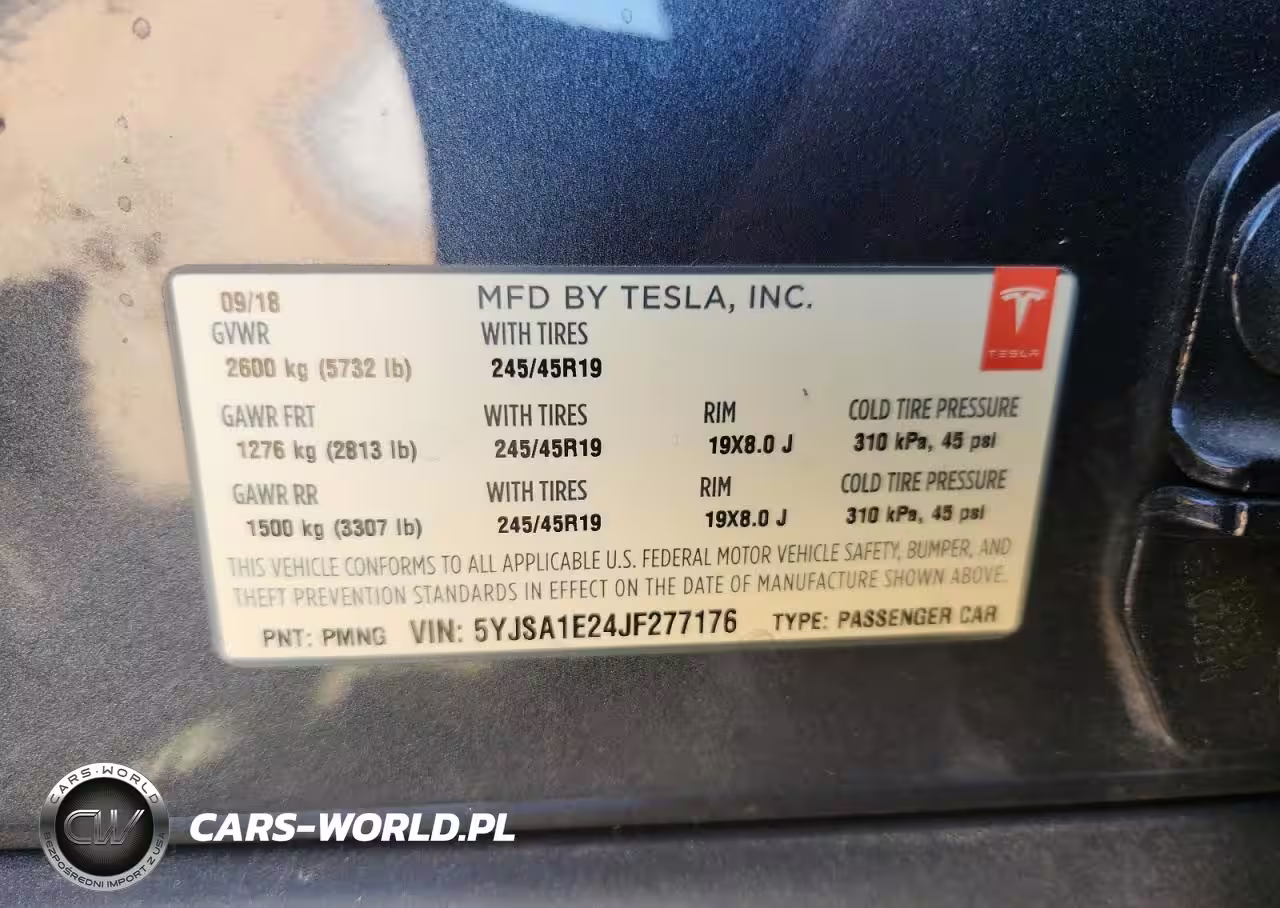 09/18 MFD BY TESLA, INC.
TESLA
GVWR WITH TIRES
2600 kg (5732 lb) 245/45R19
GAWR FRT WITH TIRES RIM COLD TIRE PRESSURE
1276 kg (2813 lb) 245/45R19 19X8.0 J 310 kPa, 45 psi
GAWR RR WITH TIRES RIM COLD TIRE PRESSURE
1500 kg (3307 lb) 245/45R19 19X8.0 J 310 kPa, 45 psi
THIS VEHICLE CONFORMS TO ALL APPLICABLE U.S. FEDERAL MOTOR VEHICLE SAFETY, BUMPER, AND
THEFT PREVENTION STANDARDS IN EFFECT ON THE DATE OF MANUFACTURE SHOWN ABOVE.
PNT: PMNG VIN: 5YJSA1E24JF277176 TYPE: PASSENGER CAR
CARS-WORLD
CW
BEZPOŚREDNI IMPORT Z USA
CARS-WORLD.PL